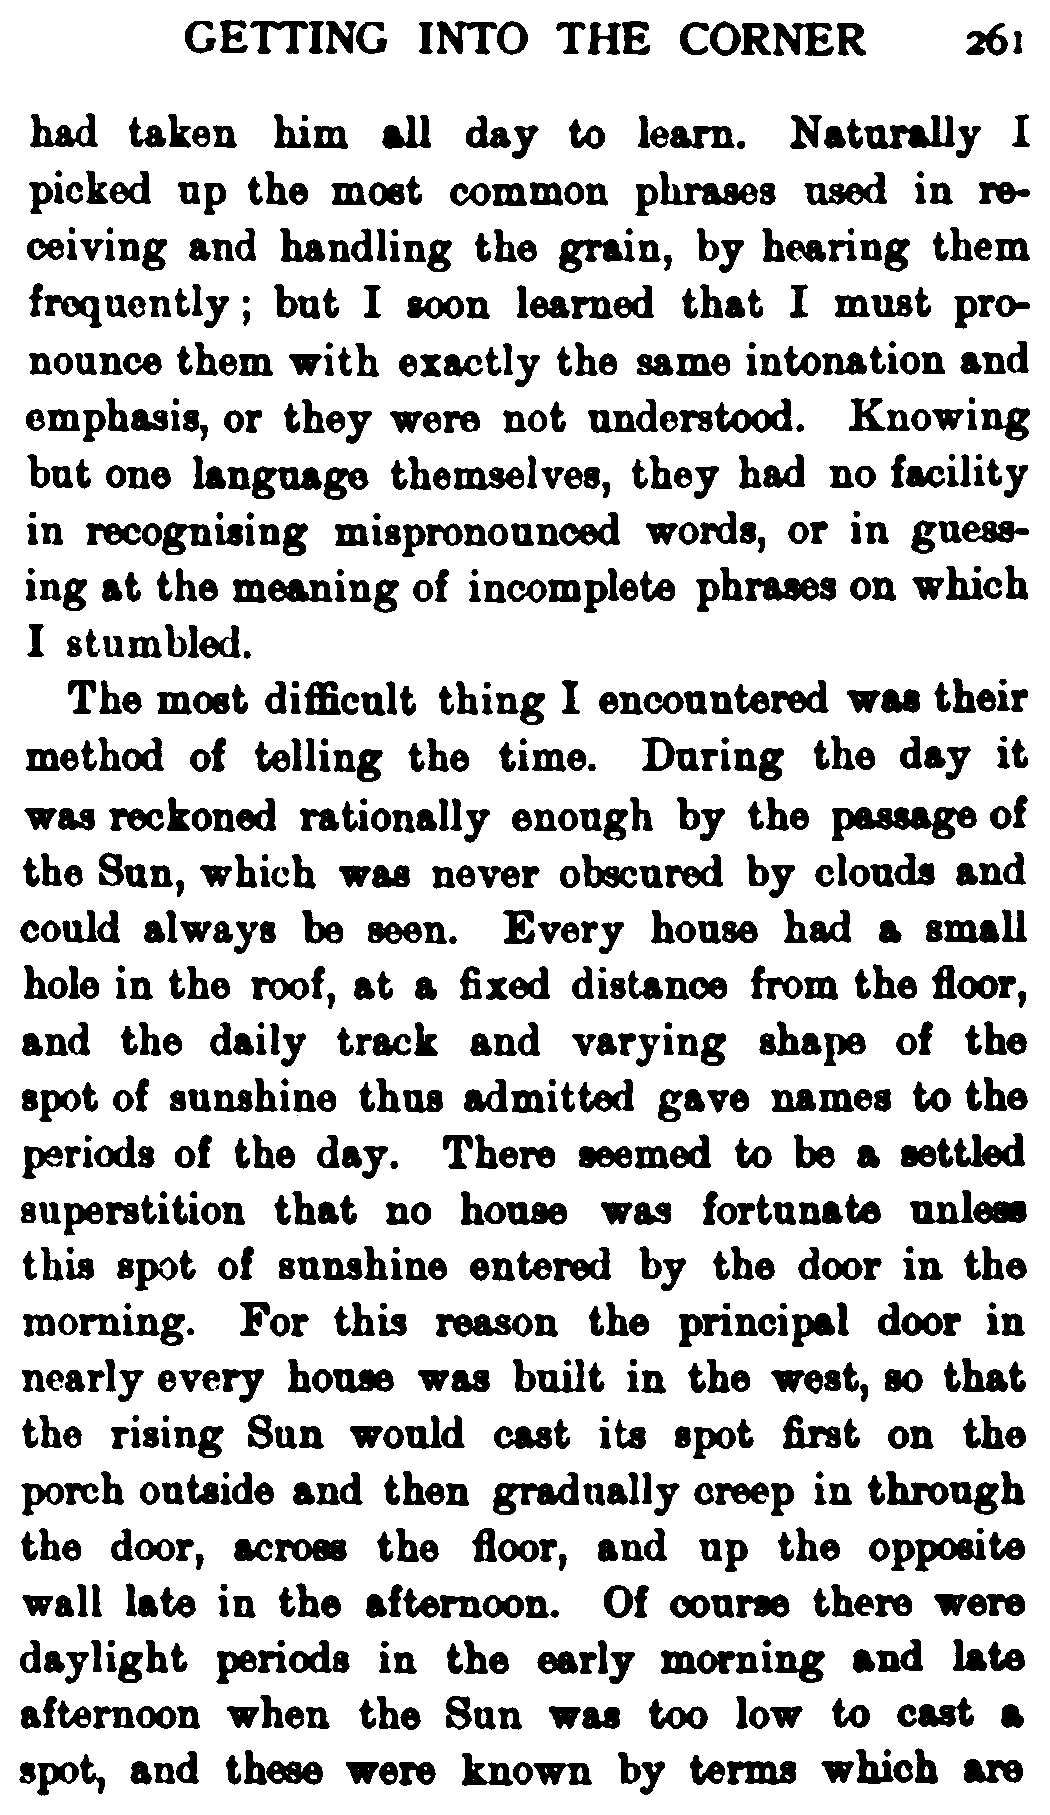 GETTING INTO THE CORNER 261
had taken him all day to learn. Naturally I
picked up the most common phrases used in re-
ceiving and handling the grain, by hearing them
frequently; but I soon learned that I must pro-
nounce them with exactly the same intonation and
emphasis, or they were not understood. Knowing
but one language themselves, they had no facility
in recognising mispronounced words, or in guess-
ing at the meaning of incomplete phrases on which
I stumbled.
The most difficult thing I encountered was their
method of telling the time. During the day it
was reckoned rationally enough by the passage of
the Sun, which was never obscured by clouds and
could always be seen. Every house had a small
hole in the roof, at a fixed distance from the floor,
and the daily track and varying shape of the
spot of sunshine thus admitted gave names to the
periods of the day. There seemed to be a settled
superstition that no house was fortunate unless
this spot of sunshine entered by the door in the
morning. For this reason the principal door in
nearly every house was built in the west, so that
the rising Sun would cast its spot first on the
porch outside and then gradually creep in through
the door, across the floor, and up the opposite
wall late in the afternoon. Of course there were
daylight periods in the early morning and late
afternoon when the Sun was too low to cast a
spot, and these were known by terms which are